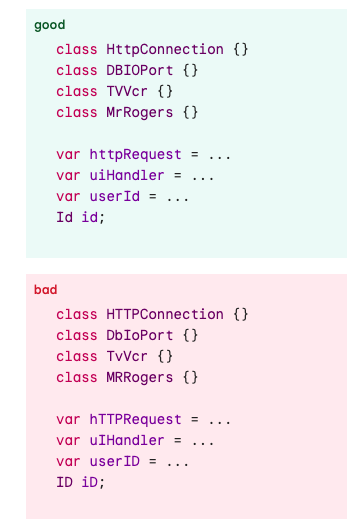 good
class HttpConnection {}
class DBIOPort {}
class TVVcr {}
class MrRogers {}
var httpRequest = ...
var uiHandler = ...
var userId = ...
Id id;
bad
class HTTPConnection {}
class DbIoPort {}
class TvVcr {}
class MRRogers {}
var hTTPRequest = ...
var uIHandler = ...
var userID = ...
ID iD;